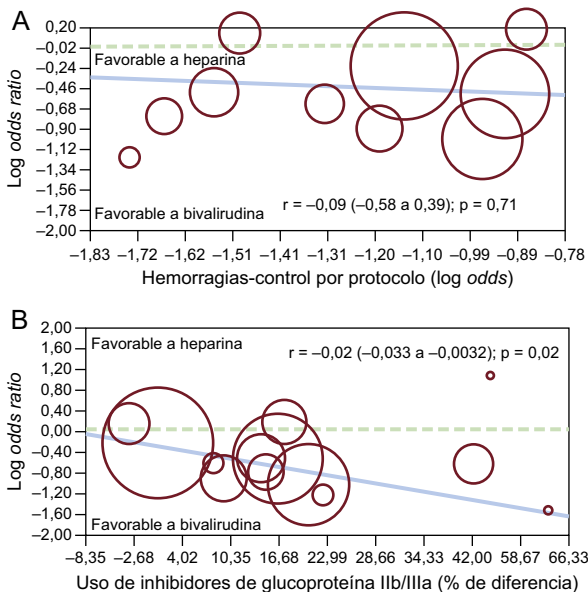 A
0,20
–0,02
–0,24
–0,46
–0,68
–0,90
–1,12
–1,34
–1,56
–1,78
–2,00
Log odds ratio
Favorable a heparina
Favorable a bivalirudina
r = –0,09 (–0,58 a 0,39); p = 0,71
–1,83 –1,72 –1,62 –1,51 –1,41 –1,31 –1,20 –1,10 –0,99 –0,89 –0,78
Hemorragias-control por protocolo (log odds)
B
2,00
1,60
1,20
0,80
0,40
0,00
–0,40
–0,80
–1,20
–1,60
–2,00
Log odds ratio
Favorable a heparina
r = –0,02 (–0,033 a –0,0032); p = 0,02
Favorable a bivalirudina
–8,35 –2,68 4,02 10,35 16,68 22,99 28,66 34,33 42,00 58,67 66,33
Uso de inhibidores de glucoproteína IIb/IIIa (% de diferencia)